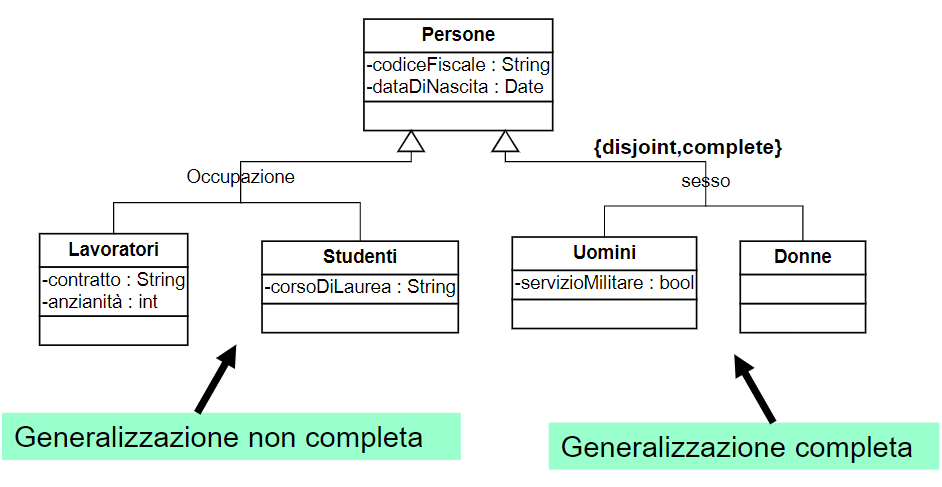 Persone
-codiceFiscale : String
-dataDiNascita : Date
{disjoint,complete}
Occupazione
sesso
Lavoratori
-contratto : String
-anzianità : int
Studenti
-corsoDiLaurea : String
Uomini
-servizioMilitare : bool
Donne
Generalizzazione non completa
Generalizzazione completa